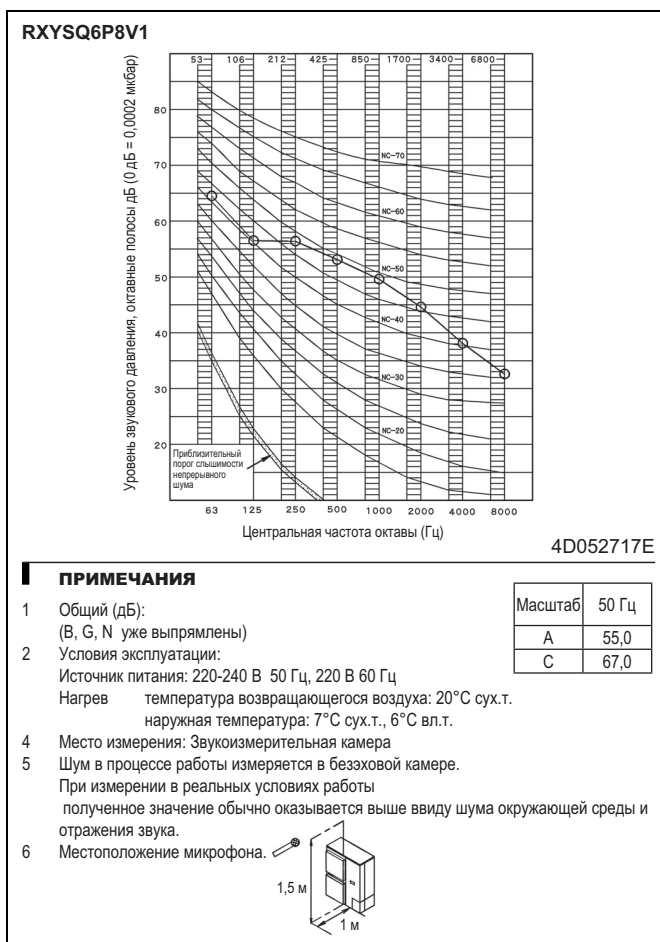 RXYSQ6P8V1
53 106 212 425 850 1700 3400 6800
Уровень звукового давления, октавные полосы дБ (0 дБ = 0,0002 мкбар)
80
70
60
50
40
30
20
NC-70
NC-60
NC-50
NC-40
NC-30
NC-20
Приблизительный
порог слышимости
непрерывного
шума
63 125 250 500 1000 2000 4000 8000
Центральная частота октавы (Гц)
4D052717E
ПРИМЕЧАНИЯ
1 Общий (дБ):
(B, G, N уже выпрямлены)
Масштаб 50 Гц
A 55,0
C 67,0
2 Условия эксплуатации:
Источник питания: 220-240 В 50 Гц, 220 В 60 Гц
Нагрев температура возвращающегося воздуха: 20°C сух.т.
наружная температура: 7°C сух.т., 6°C вл.т.
4 Место измерения: Звукоизмерительная камера
5 Шум в процессе работы измеряется в безэховой камере.
При измерении в реальных условиях работы
полученное значение обычно оказывается выше ввиду шума окружающей среды и
отражения звука.
6 Местоположение микрофона.
1,5 м
1 м